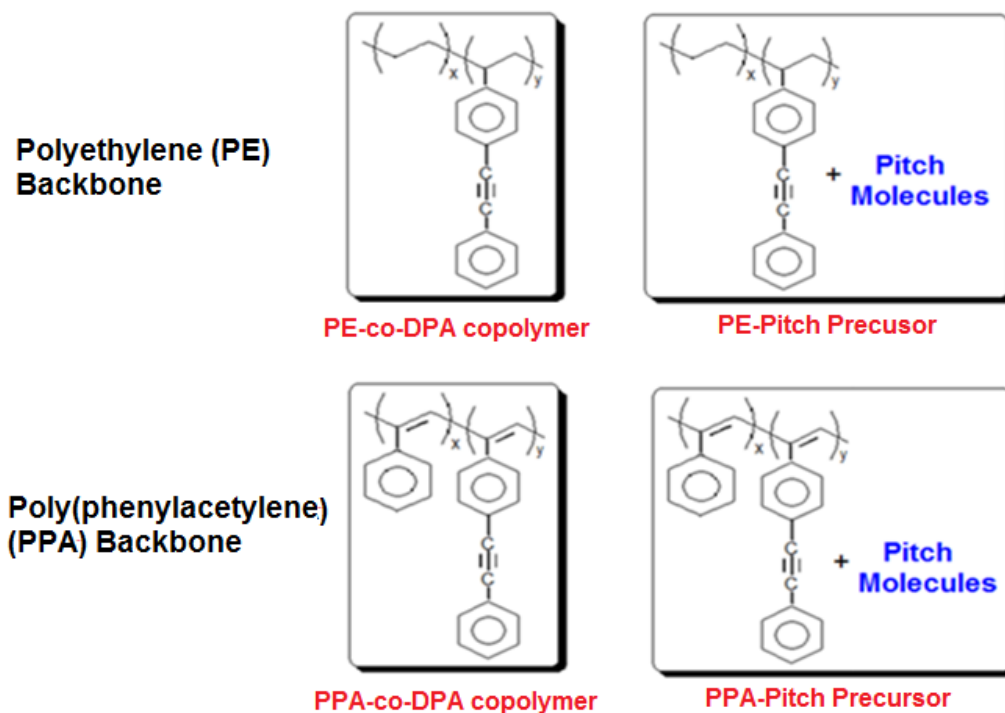 x
y
C
C
x
y
C
C
Polyethylene (PE)
Backbone
+
Pitch
Molecules
PE-co-DPA copolymer
PE-Pitch Precusor
x
y
C
C
x
y
C
C
Poly(phenylacetylene)
(PPA) Backbone
+
Pitch
Molecules
PPA-co-DPA copolymer
PPA-Pitch Precursor